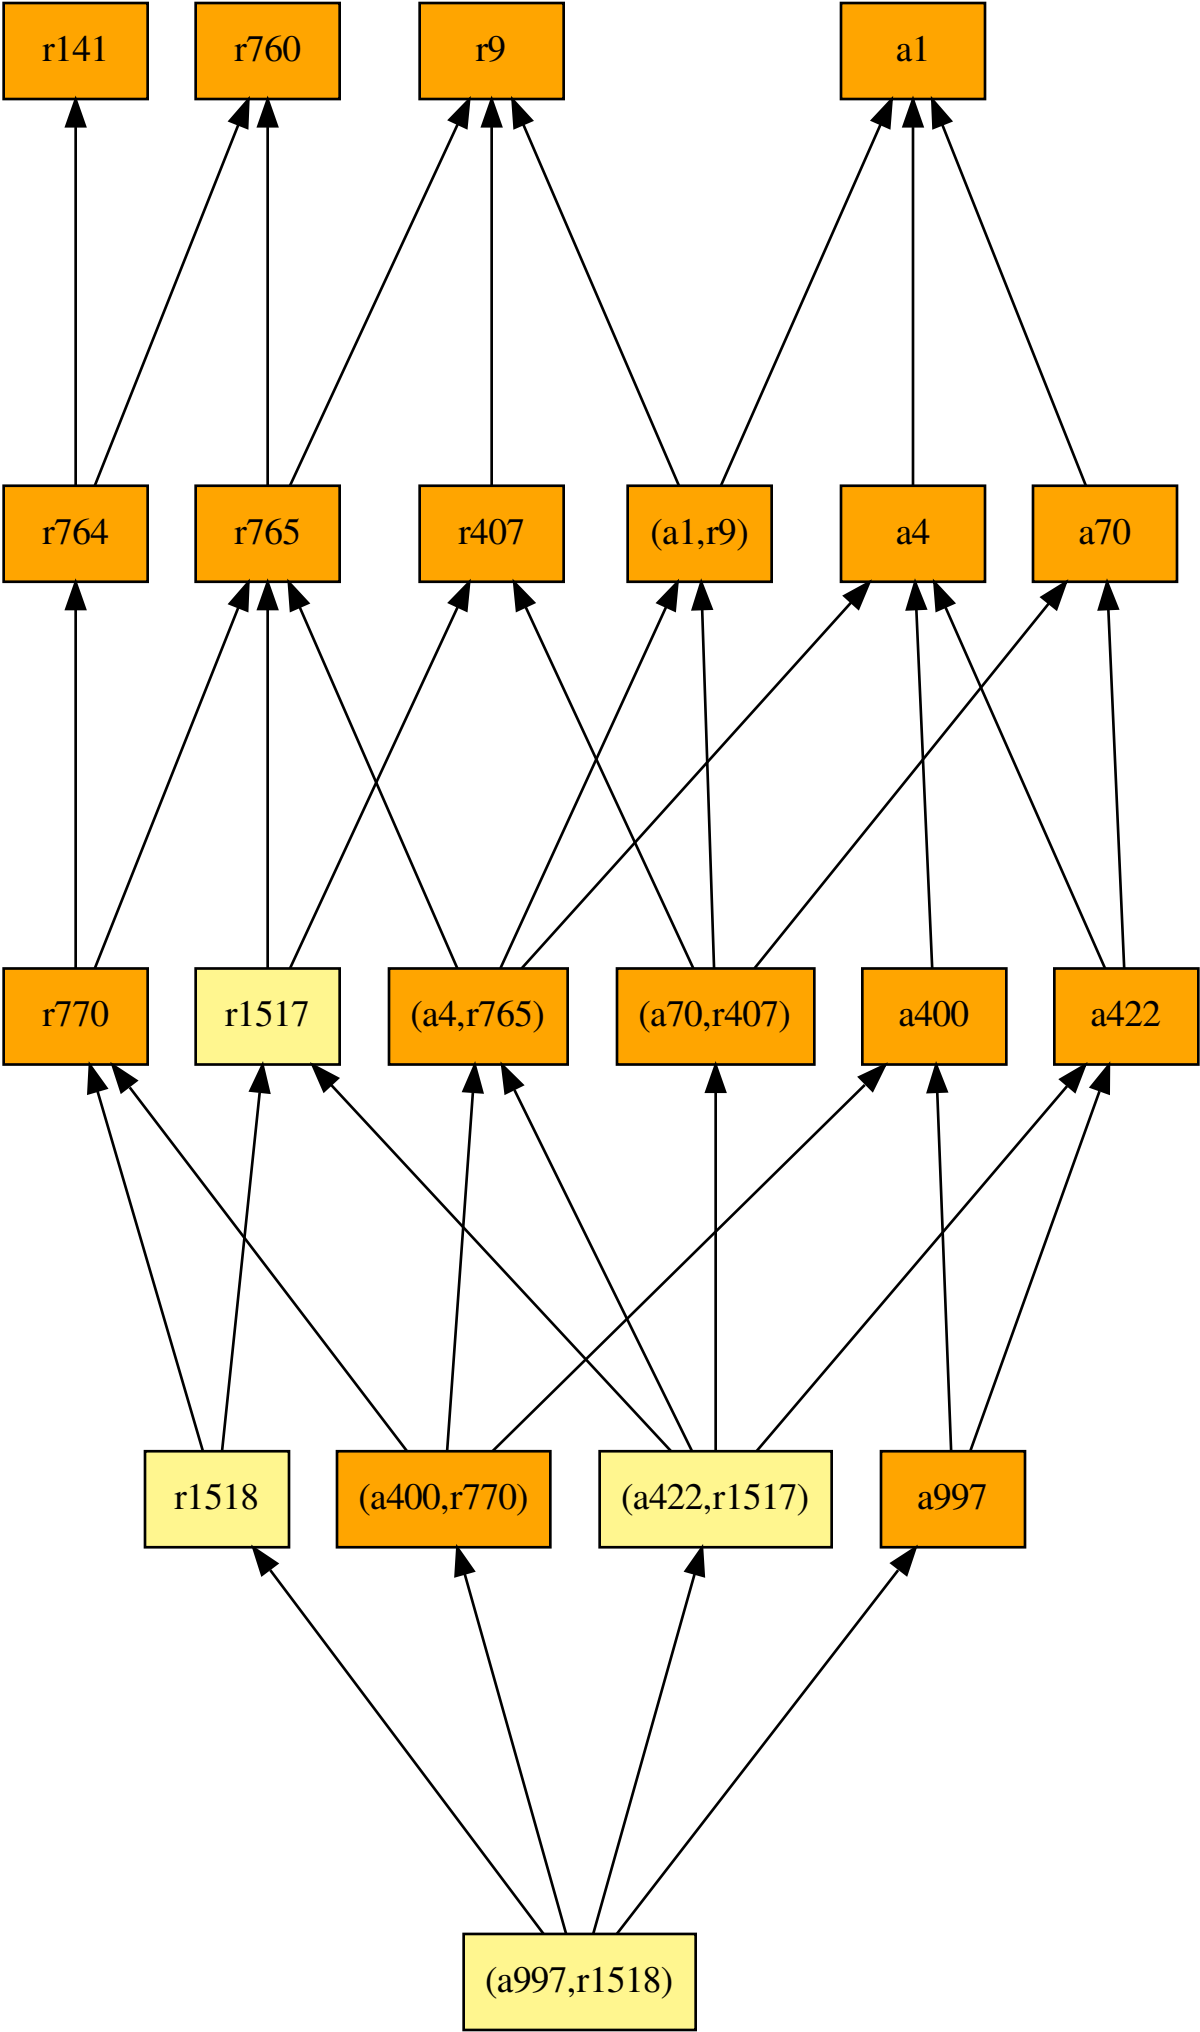 r141
r760
r9
a1
r764
r765
r407
(a1,r9)
a4
a70
r770
r1517
(a4,r765)
(a70,r407)
a400
a422
r1518
(a400,r770)
(a422,r1517)
a997
(a997,r1518)